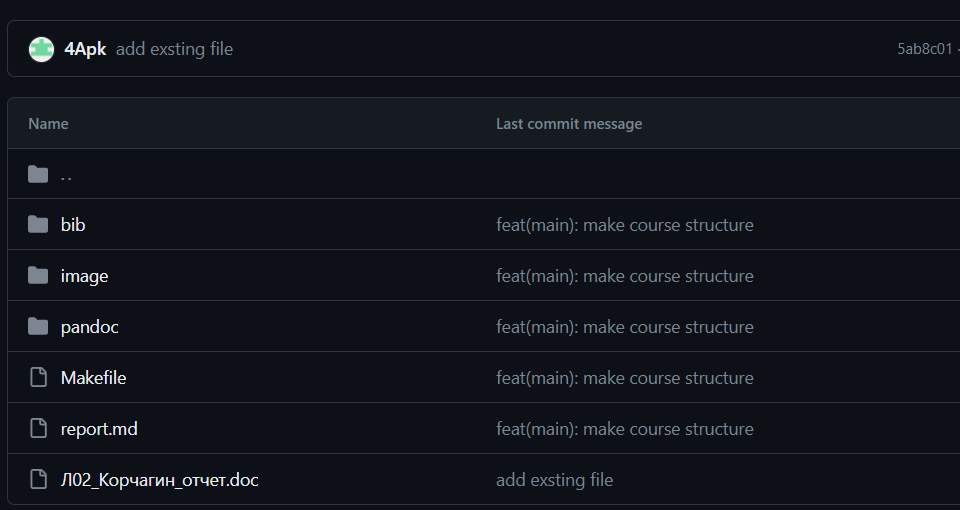 4Apk add exsting file 5ab8c01
Name Last commit message
..
bib feat(main): make course structure
image feat(main): make course structure
pandoc feat(main): make course structure
Makefile feat(main): make course structure
report.md feat(main): make course structure
Л02_Корчагин_отчет.doc add exsting file